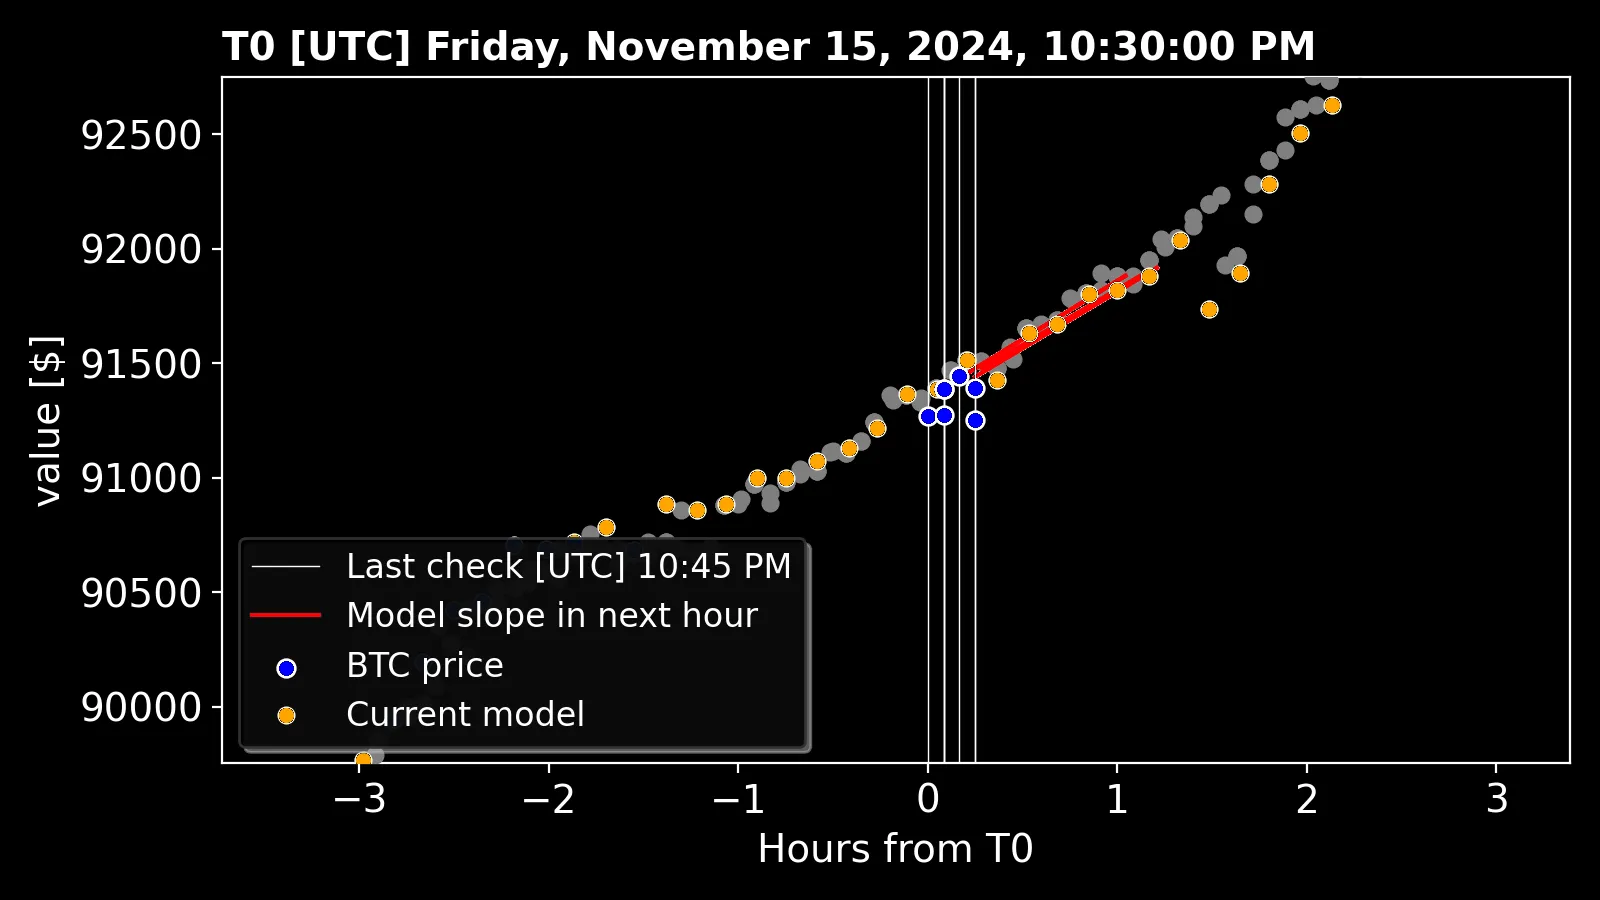 T0 [UTC] Friday, November 15, 2024, 10:30:00 PM
92500
92000
91500
91000
90500
90000
value [$]
Last check [UTC] 10:45 PM
Model slope in next hour
BTC price
Current model
−3 −2 −1 0 1 2 3
Hours from T0